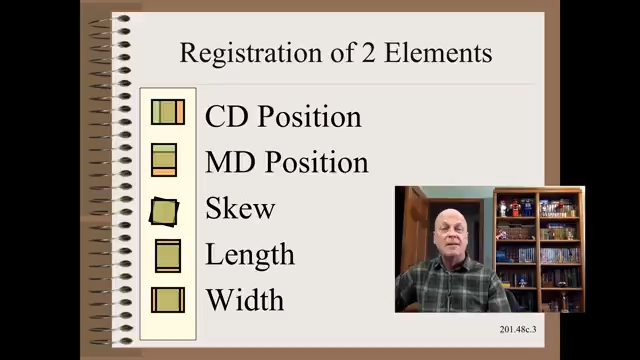 Registration of 2 Elements
CD Position
MD Position
Skew
Length
Width
201.48c.3